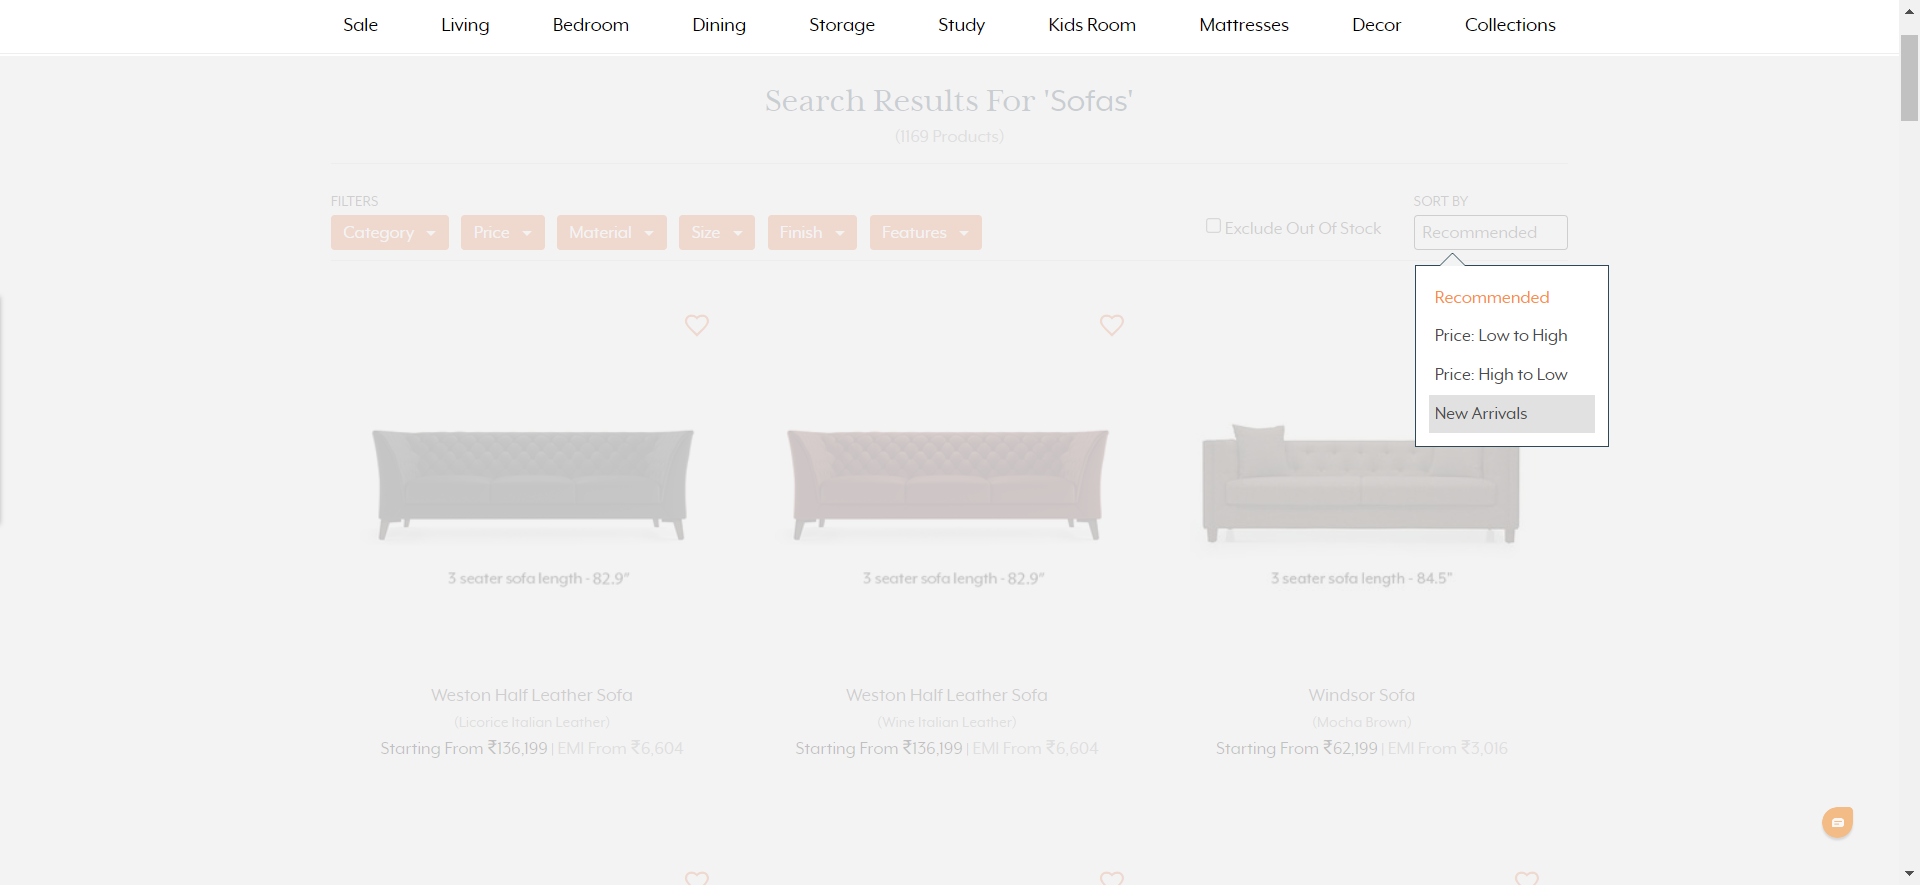 Sale Living Bedroom Dining Storage Study Kids Room Mattresses Decor Collections
Search Results For 'Sofas'
(1169 Products)
FILTERS
Category Price Material Size Finish Features
Exclude Out Of Stock
SORT BY
Recommended
Recommended
Price: Low to High
Price: High to Low
New Arrivals
3 seater sofa length - 82.9"
Weston Half Leather Sofa
(Licorice Italian Leather)
Starting From ₹136,199 | EMI From ₹6,604
3 seater sofa length - 82.9"
Weston Half Leather Sofa
(Wine Italian Leather)
Starting From ₹136,199 | EMI From ₹6,604
3 seater sofa length - 84.5"
Windsor Sofa
(Mocha Brown)
Starting From ₹62,199 | EMI From ₹3,016